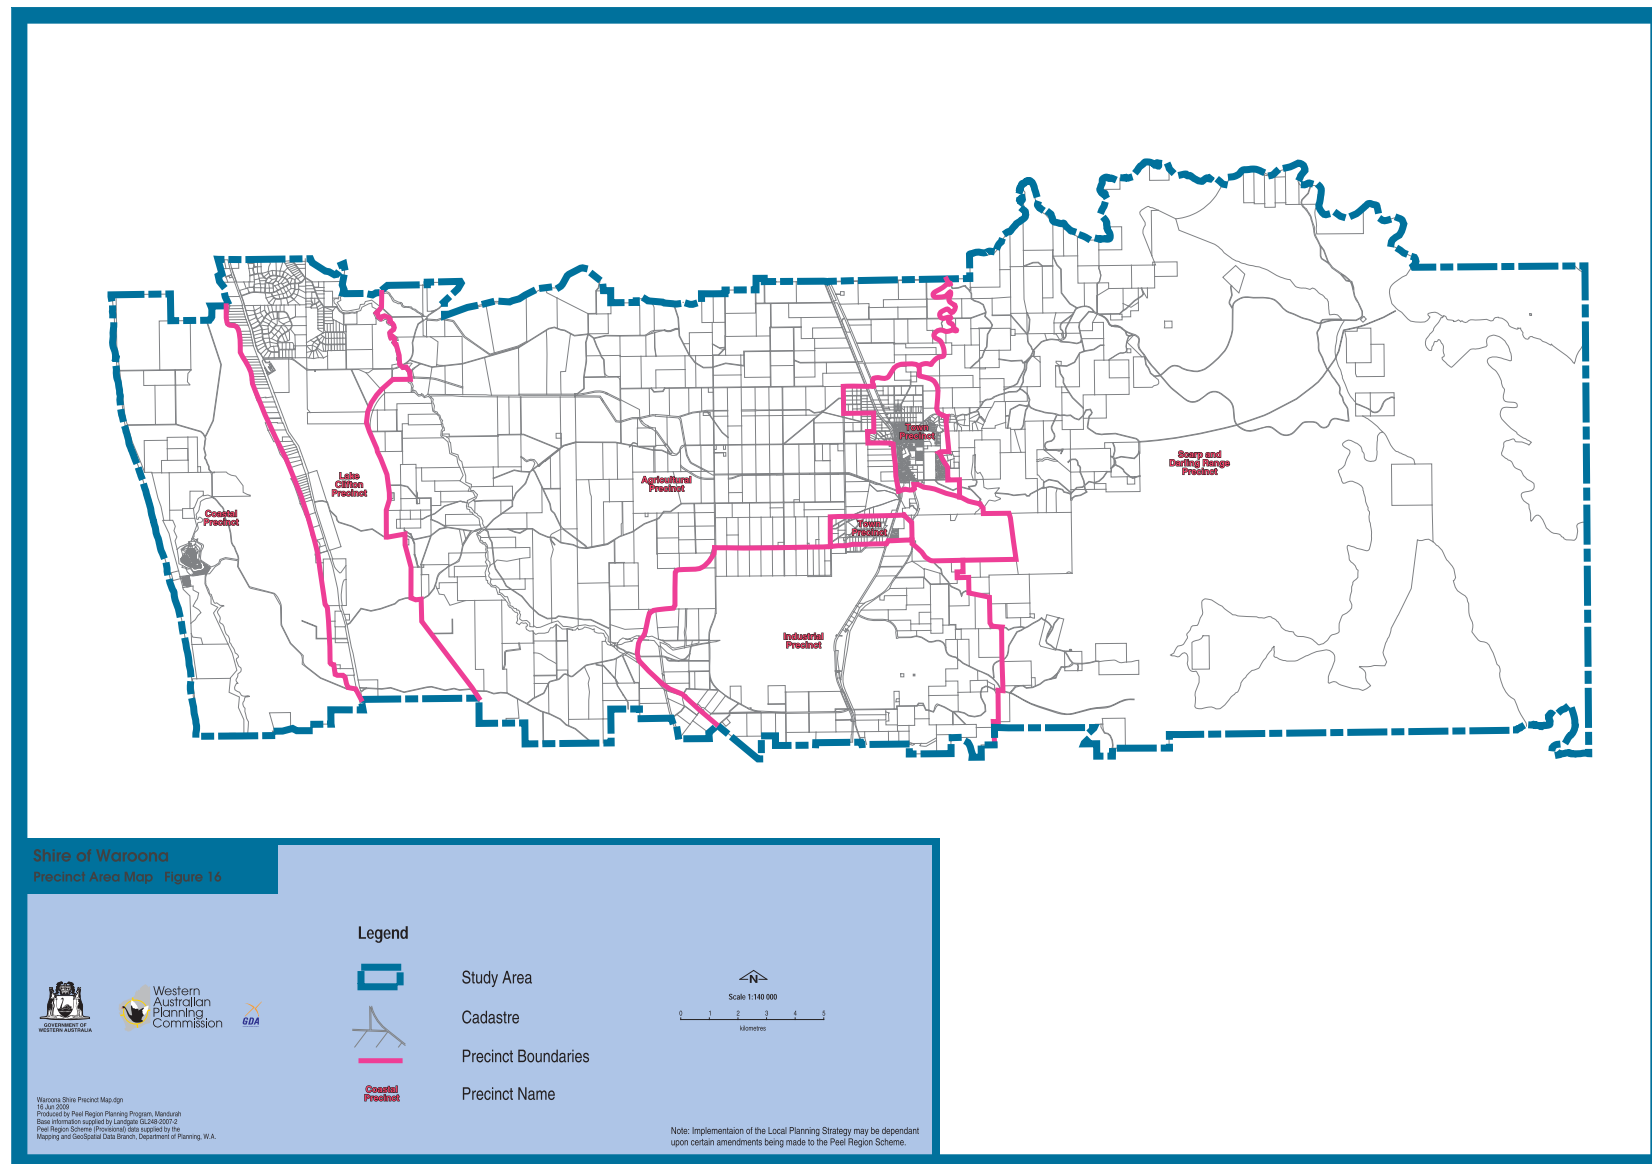 Town
Precinct
Scarp and
Darling Range
Precinct
Lake
Clifton
Precinct
Agricultural
Precinct
Coastal
Precinct
Town
Precinct
Industrial
Precinct
Shire of Waroona
Precinct Area Map   Figure 16
Legend
Study Area
Cadastre
Precinct Boundaries
Coastal
Precinct
Precinct Name
N
Scale 1:140 000
0 1 2 3 4 5
kilometres
GOVERNMENT OF
WESTERN AUSTRALIA
Western
Australian
Planning
Commission
GDA
Waroona Shire Precinct Map.dgn
16 Jun 2009
Produced by Peel Region Planning Program, Mandurah
Base information supplied by Landgate GL248-2007-2
Peel Region Scheme (Provisional) data supplied by the
Mapping and GeoSpatial Data Branch, Department of Planning, W.A.
Note: Implementaion of the Local Planning Strategy may be dependant
upon certain amendments being made to the Peel Region Scheme.